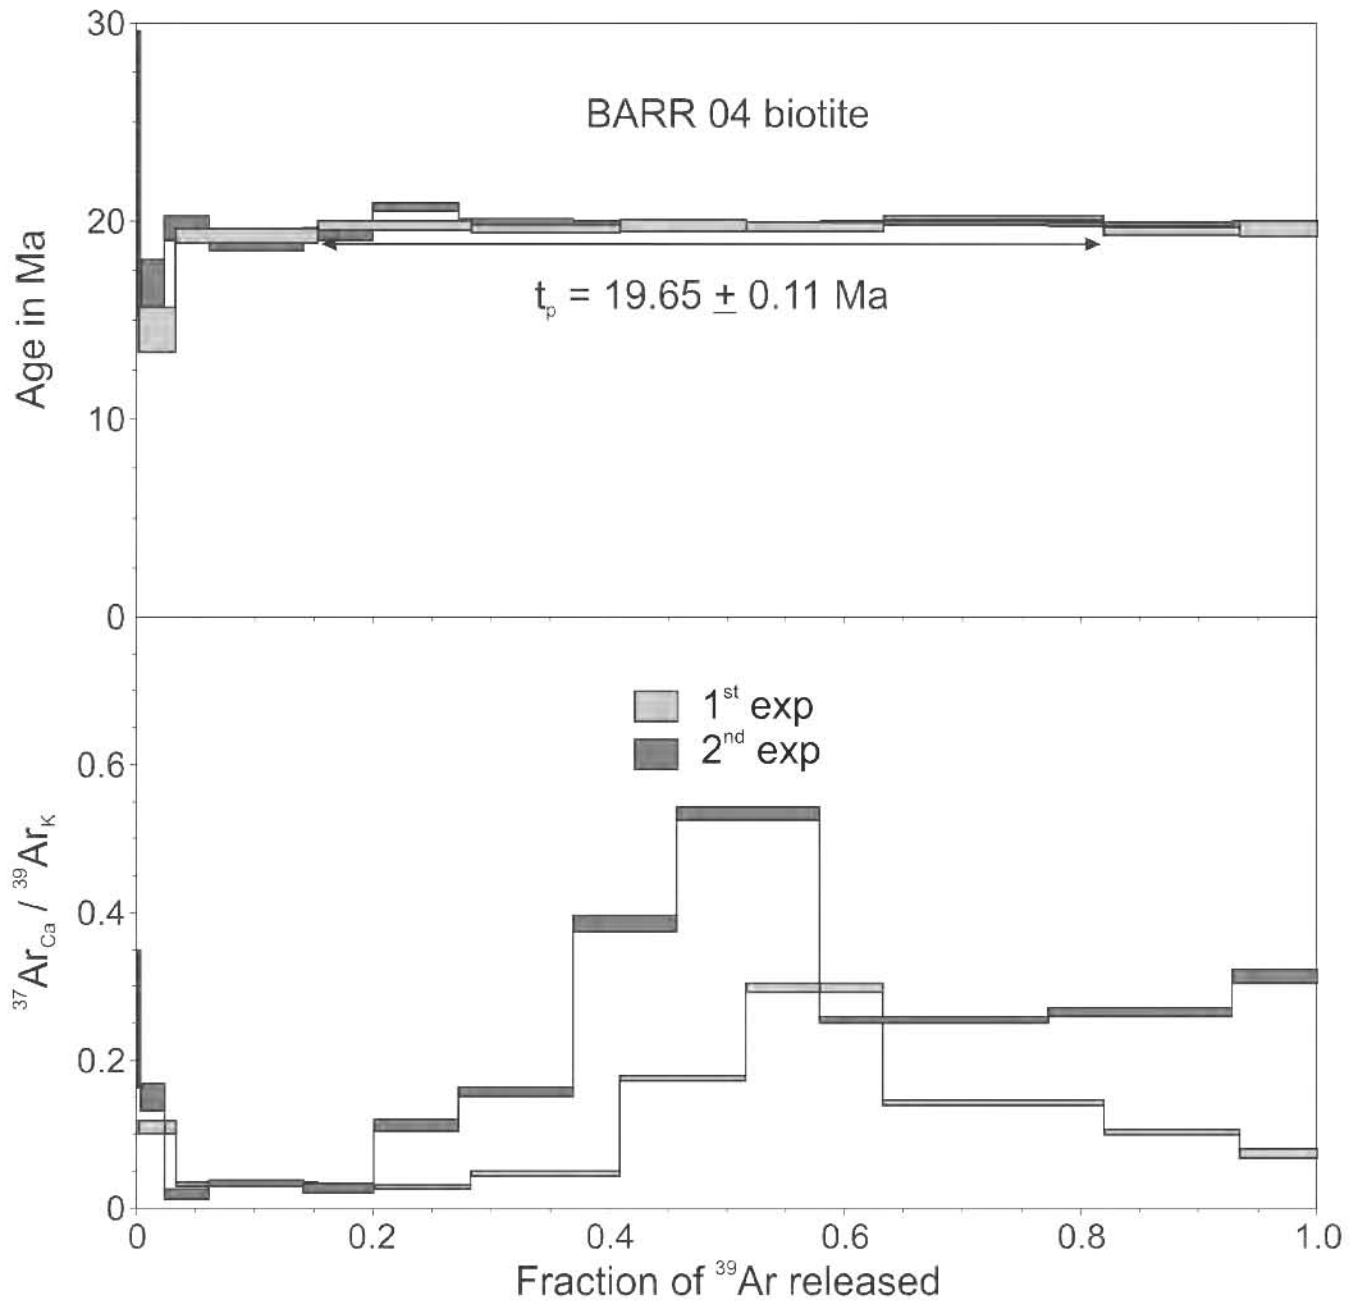 30
BARR 04 biotite
20
tₚ = 19.65 ± 0.11 Ma
Age in Ma
10
0
1ˢᵗ exp
2ⁿᵈ exp
0.6
³⁷Ar_Ca / ³⁹Ar_K
0.4
0.2
0
0 0.2 0.4 0.6 0.8 1.0
Fraction of ³⁹Ar released